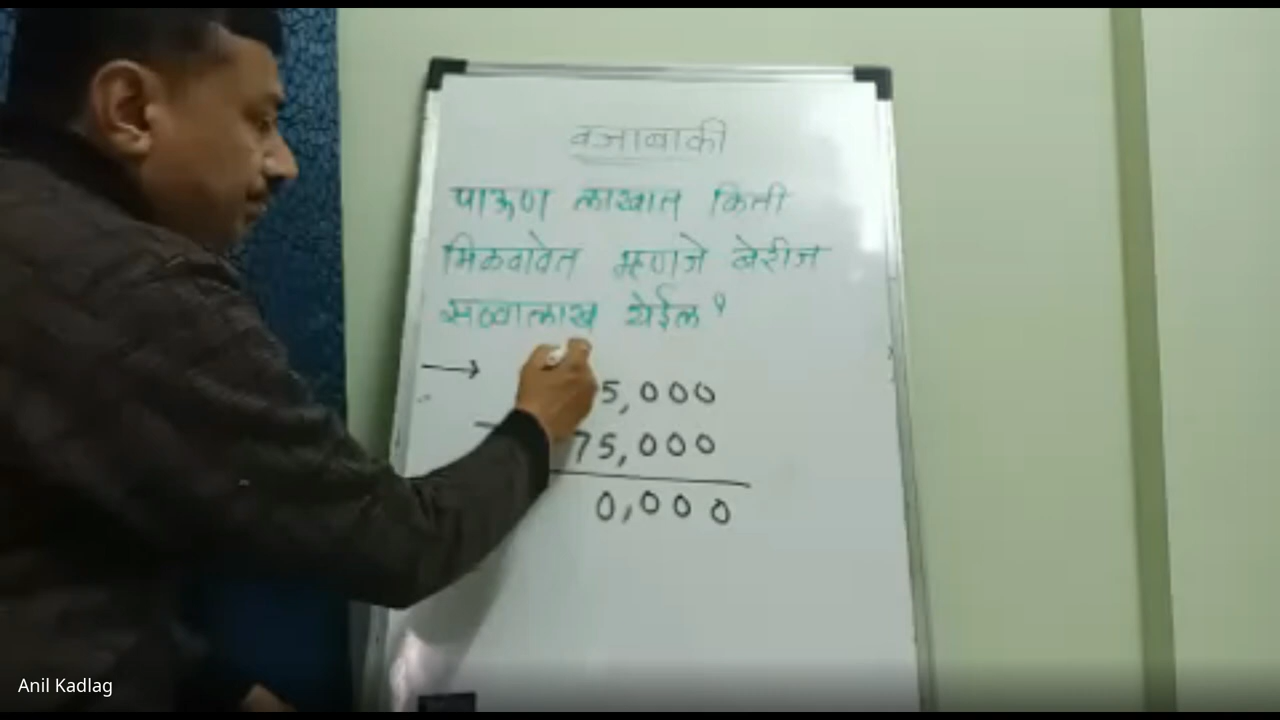 वजाबाकी
पाऊण लाखात किती
मिळवावेत म्हणजे बेरीज
सव्वालाख येईल ?
→ 5,000
- 75,000
0,000
Anil Kadlag